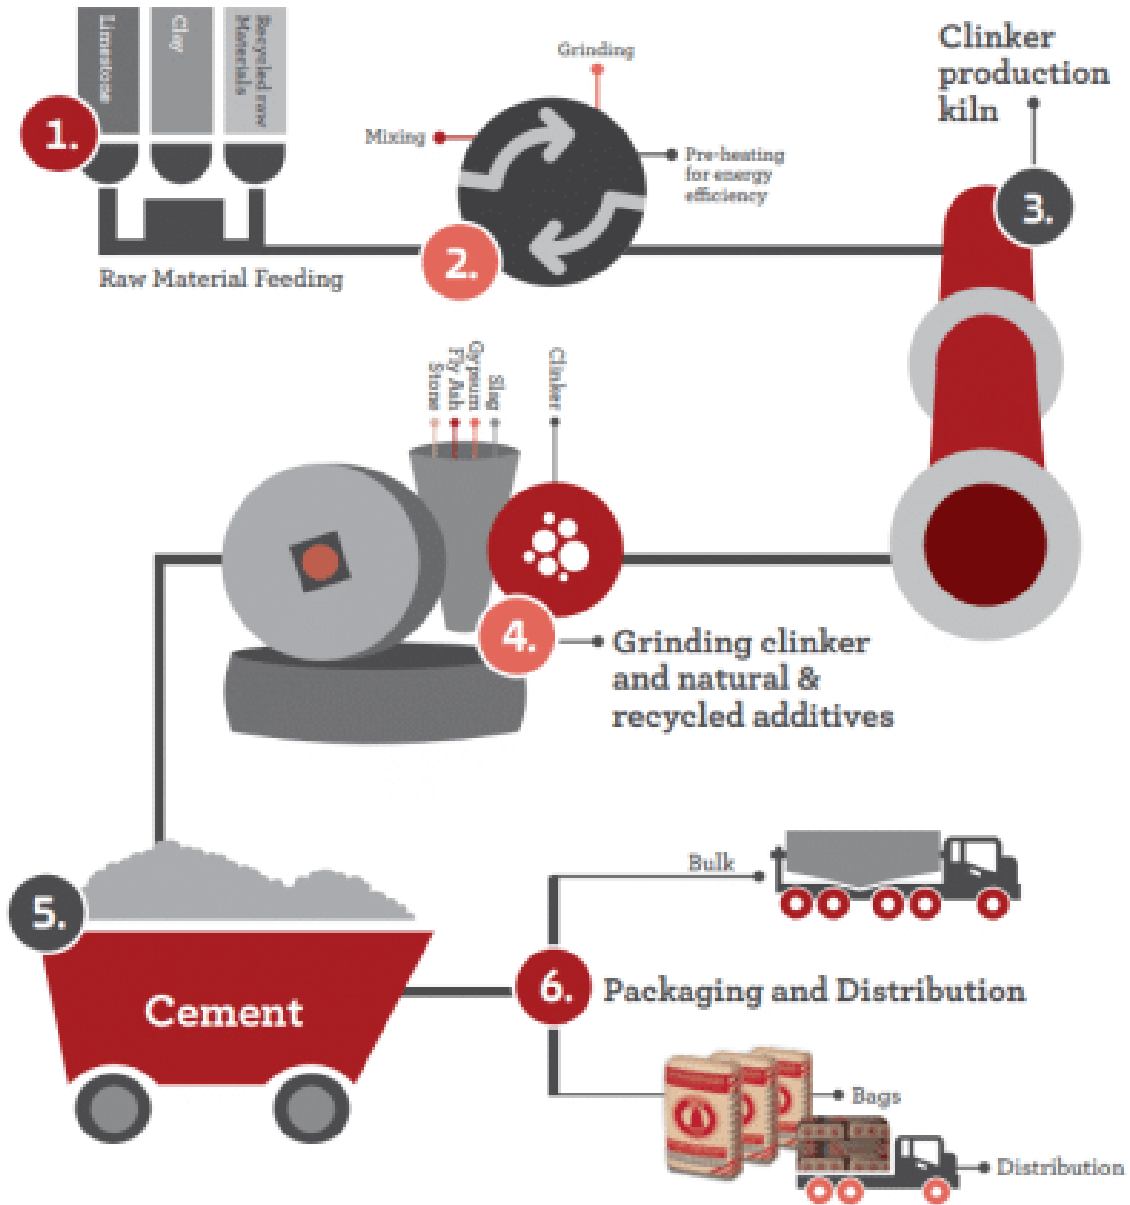 Limestone
Clay
Recycled raw
Materials
1.
Raw Material Feeding
Grinding
Mixing
Pre-heating
for energy
efficiency
2.
Clinker
production
kiln
3.
Stone
Fly Ash
Gypsum
Slag
Clinker
4.
Grinding clinker
and natural &
recycled additives
5.
Cement
Bulk
6.
Packaging and Distribution
Bags
Distribution